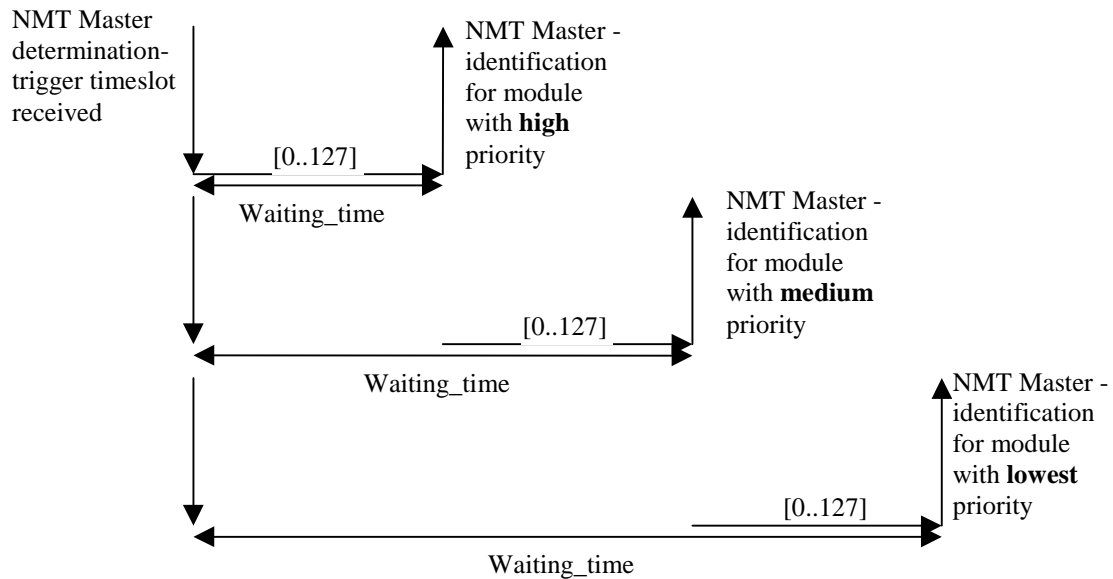 NMT Master
determination-
trigger timeslot
received
NMT Master -
identification
for module
with high
priority
[0..127]
Waiting_time
NMT Master -
identification
for module
with medium
priority
[0..127]
Waiting_time
NMT Master -
identification
for module
with lowest
priority
[0..127]
Waiting_time